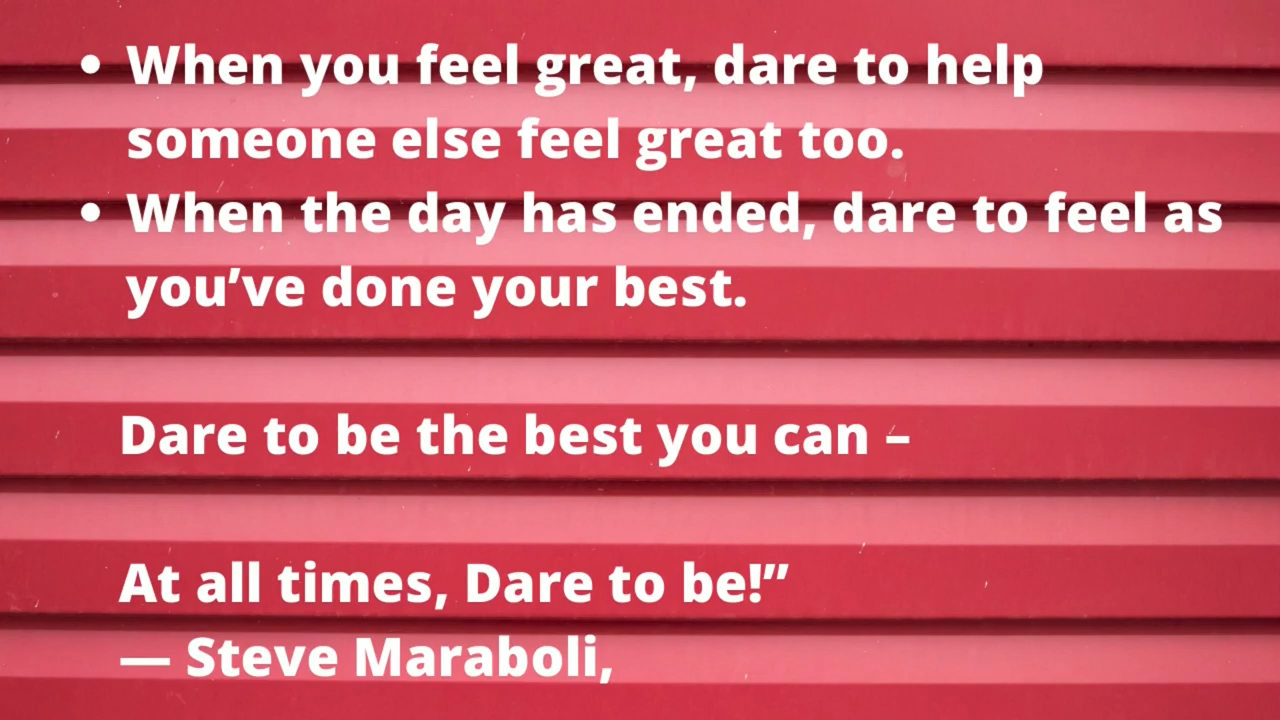 • When you feel great, dare to help
someone else feel great too.
• When the day has ended, dare to feel as
you’ve done your best.
Dare to be the best you can –
At all times, Dare to be!”
— Steve Maraboli,